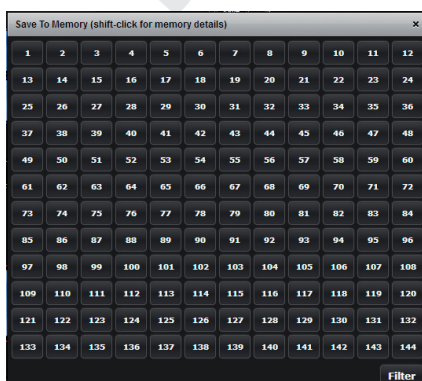 Save To Memory (shift-click for memory details) ×
1 2 3 4 5 6 7 8 9 10 11 12
13 14 15 16 17 18 19 20 21 22 23 24
25 26 27 28 29 30 31 32 33 34 35 36
37 38 39 40 41 42 43 44 45 46 47 48
49 50 51 52 53 54 55 56 57 58 59 60
61 62 63 64 65 66 67 68 69 70 71 72
73 74 75 76 77 78 79 80 81 82 83 84
85 86 87 88 89 90 91 92 93 94 95 96
97 98 99 100 101 102 103 104 105 106 107 108
109 110 111 112 113 114 115 116 117 118 119 120
121 122 123 124 125 126 127 128 129 130 131 132
133 134 135 136 137 138 139 140 141 142 143 144
Filter